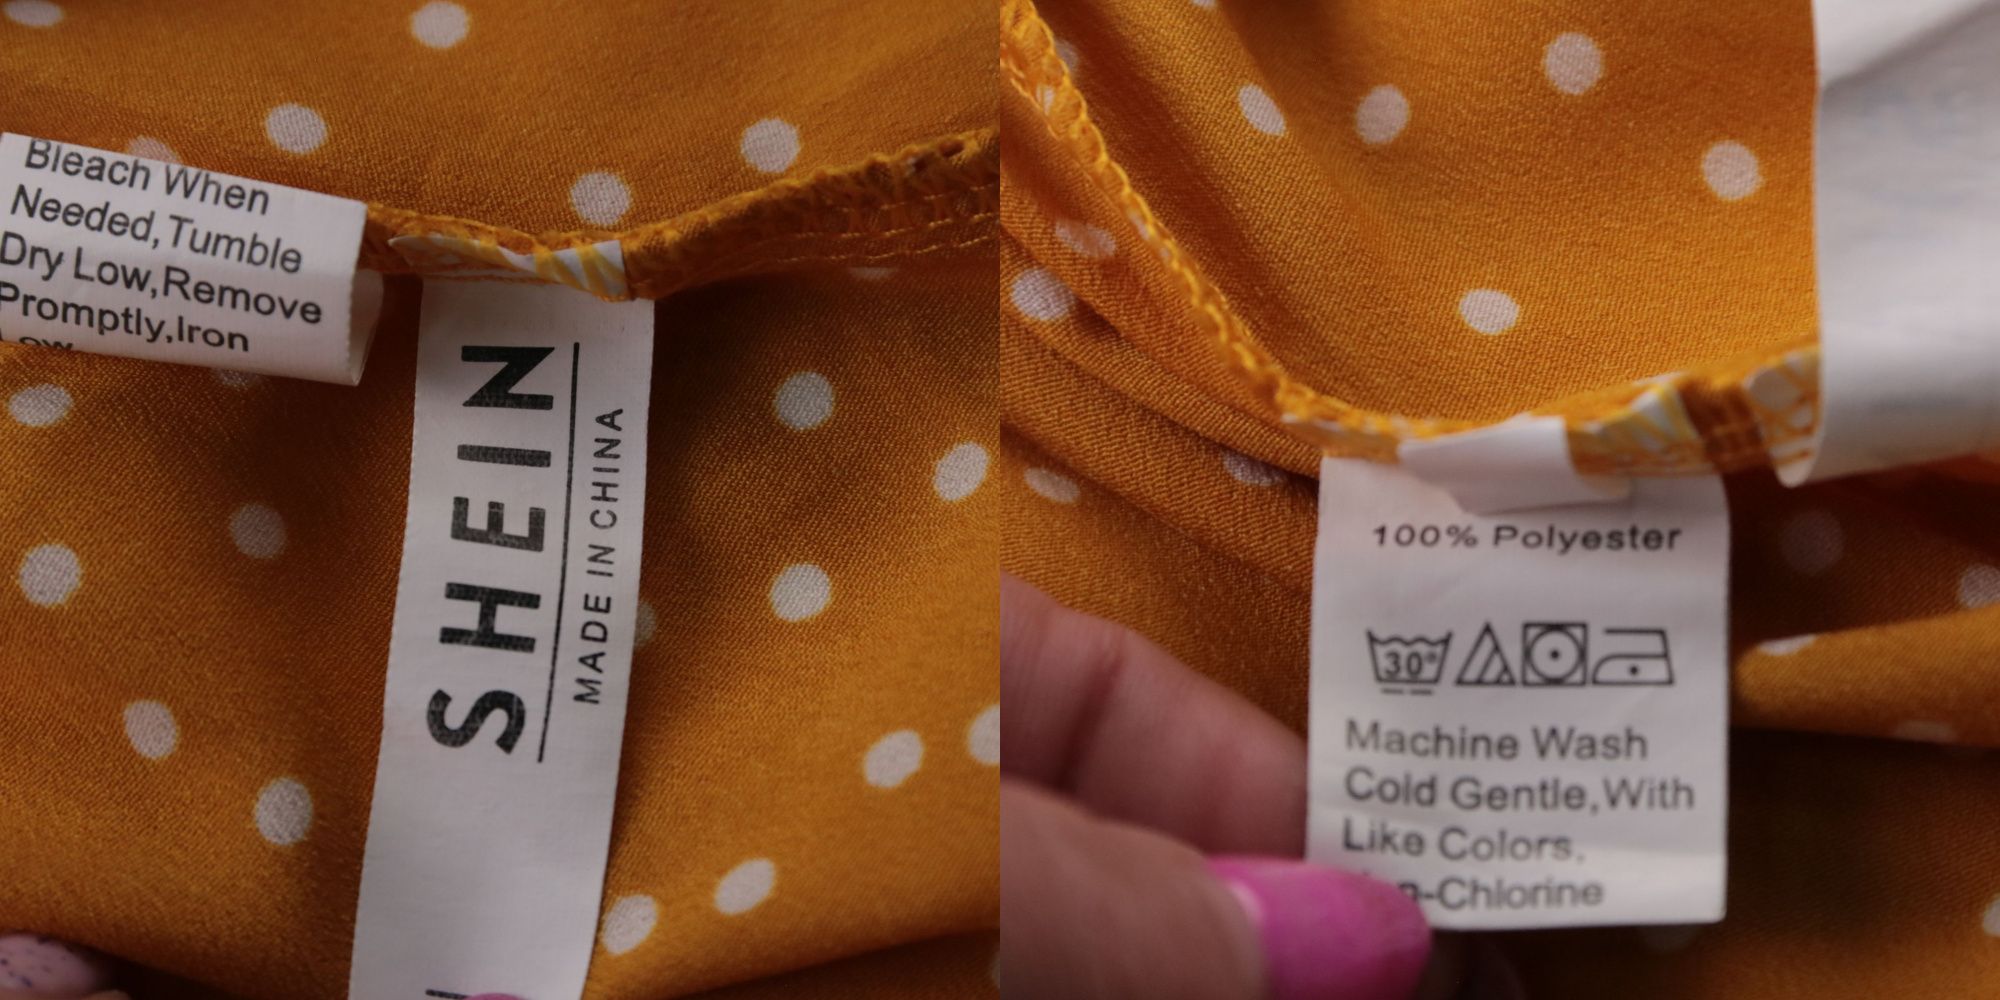 Bleach When
Needed,Tumble
Dry Low,Remove
Promptly,Iron
Low
SHEIN
MADE IN CHINA
100% Polyester
30°
Machine Wash
Cold Gentle,With
Like Colors,
-Chlorine